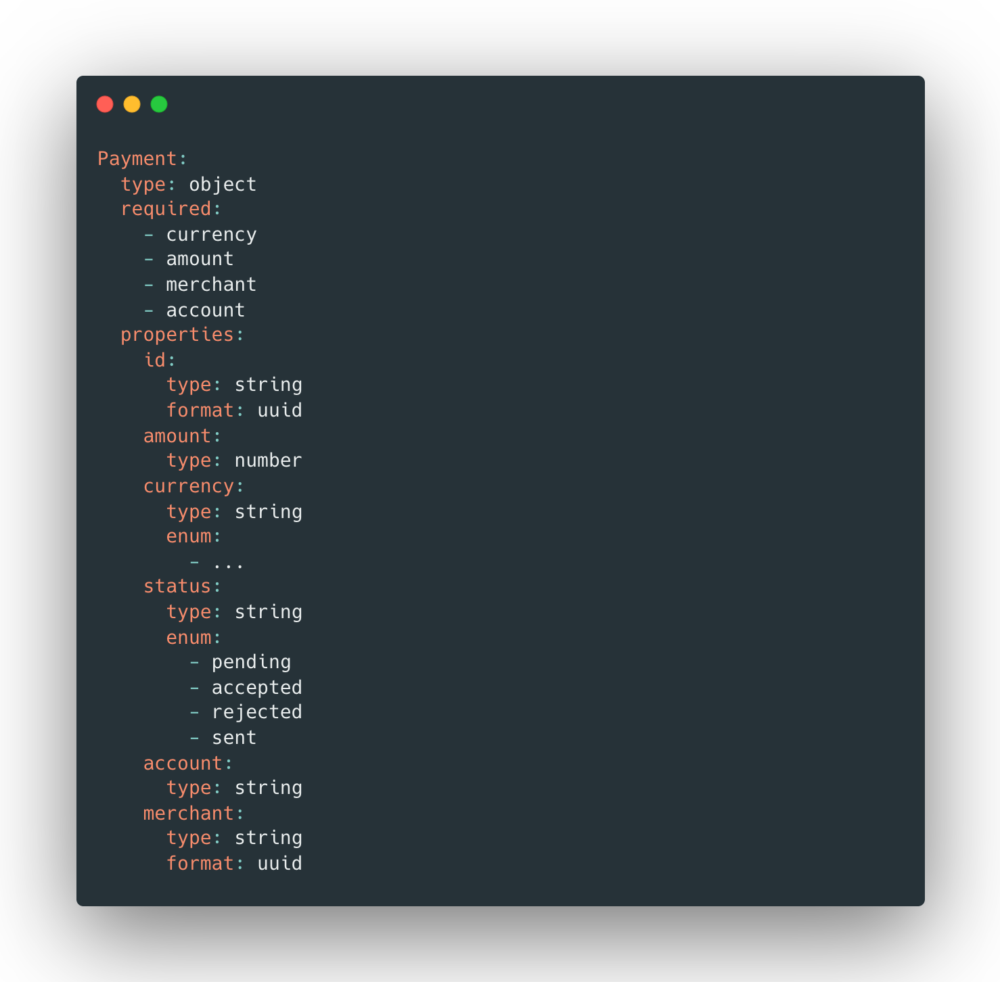 Payment:
  type: object
  required:
    - currency
    - amount
    - merchant
    - account
  properties:
    id:
      type: string
      format: uuid
    amount:
      type: number
    currency:
      type: string
      enum:
        - ...
    status:
      type: string
      enum:
        - pending
        - accepted
        - rejected
        - sent
    account:
      type: string
    merchant:
      type: string
      format: uuid